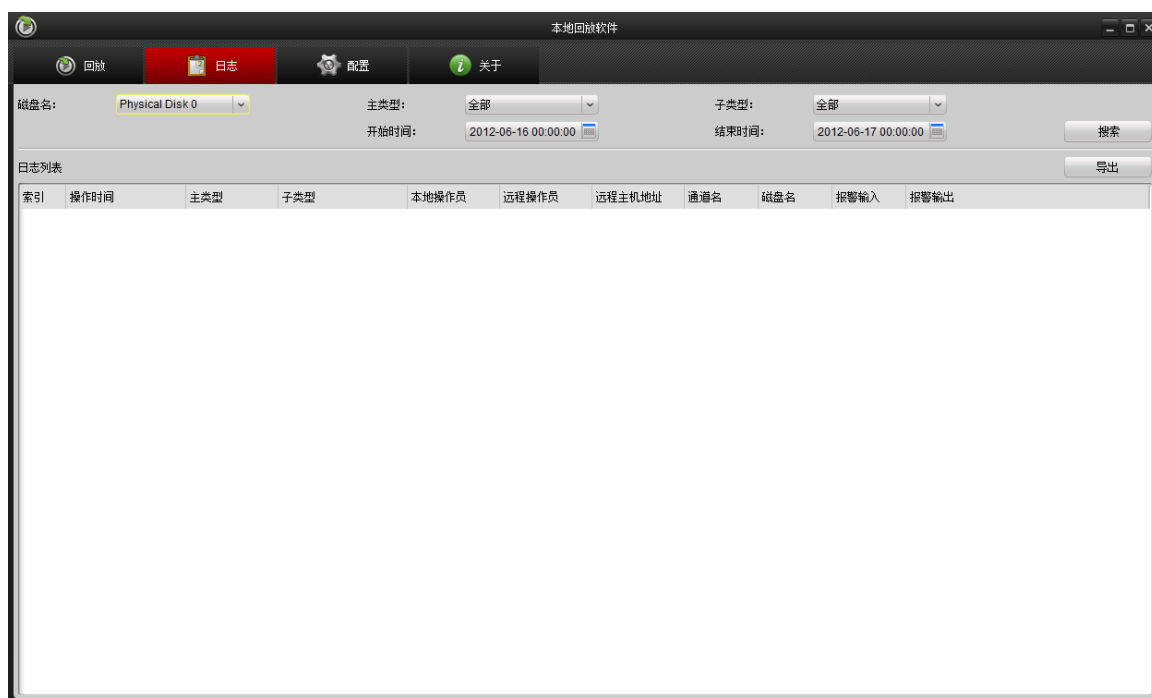 本地回放软件
回放 日志 配置 关于
磁盘名: Physical Disk 0 主类型: 全部 子类型: 全部
开始时间: 2012-06-16 00:00:00 结束时间: 2012-06-17 00:00:00 搜索
日志列表 导出
索引 操作时间 主类型 子类型 本地操作员 远程操作员 远程主机地址 通道名 磁盘名 报警输入 报警输出